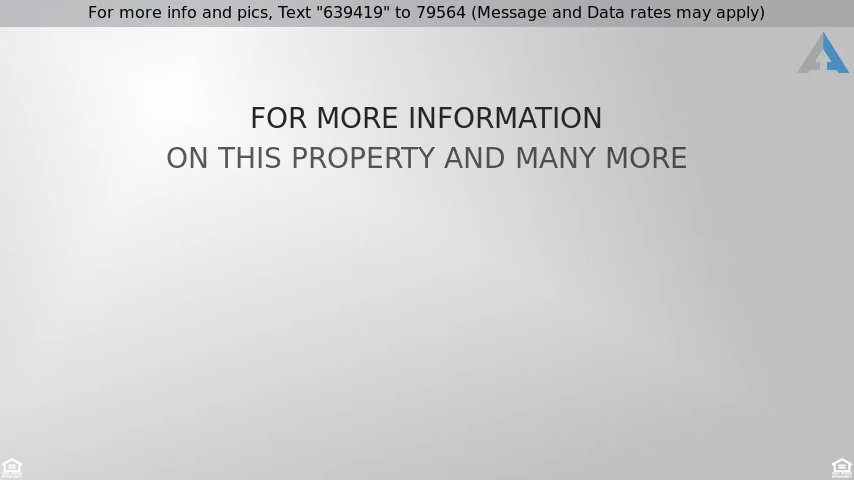 For more info and pics, Text "639419" to 79564 (Message and Data rates may apply)
FOR MORE INFORMATION
ON THIS PROPERTY AND MANY MORE